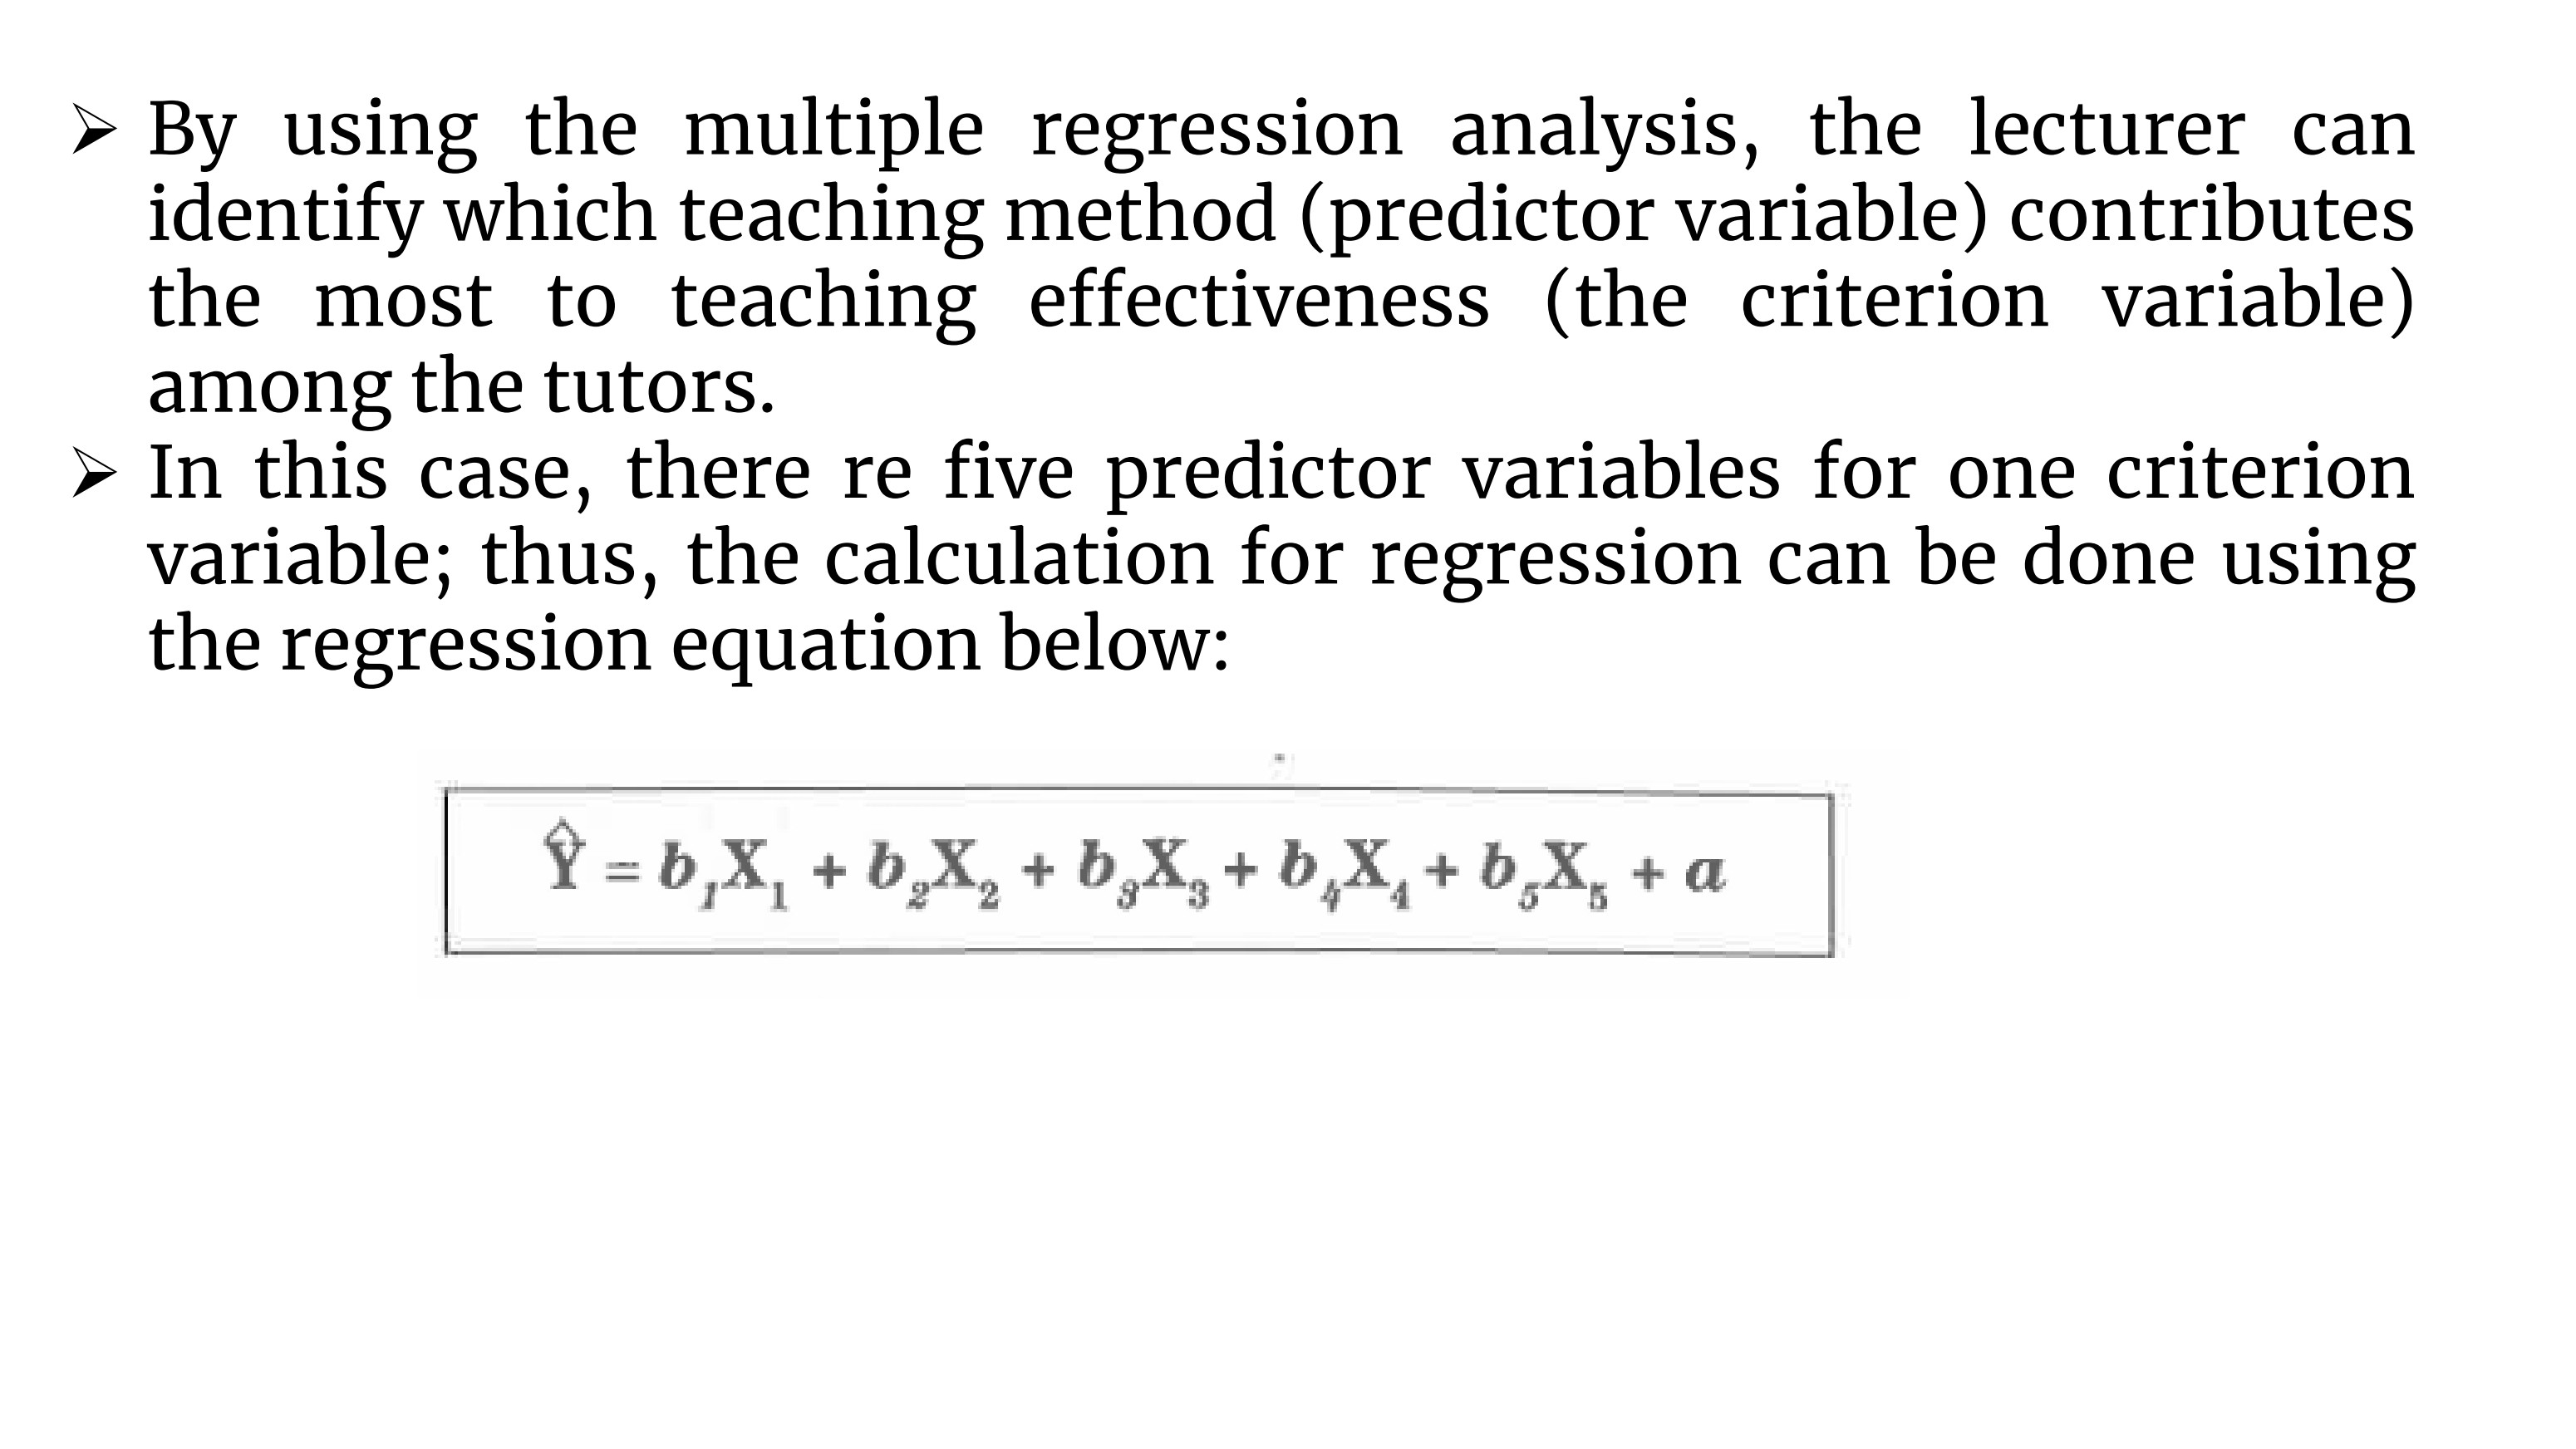 ➢ By using the multiple regression analysis, the lecturer can
identify which teaching method (predictor variable) contributes
the most to teaching effectiveness (the criterion variable)
among the tutors.
➢ In this case, there re five predictor variables for one criterion
variable; thus, the calculation for regression can be done using
the regression equation below:
Ŷ = b₁X₁ + b₂X₂ + b₃X₃ + b₄X₄ + b₅X₅ + a